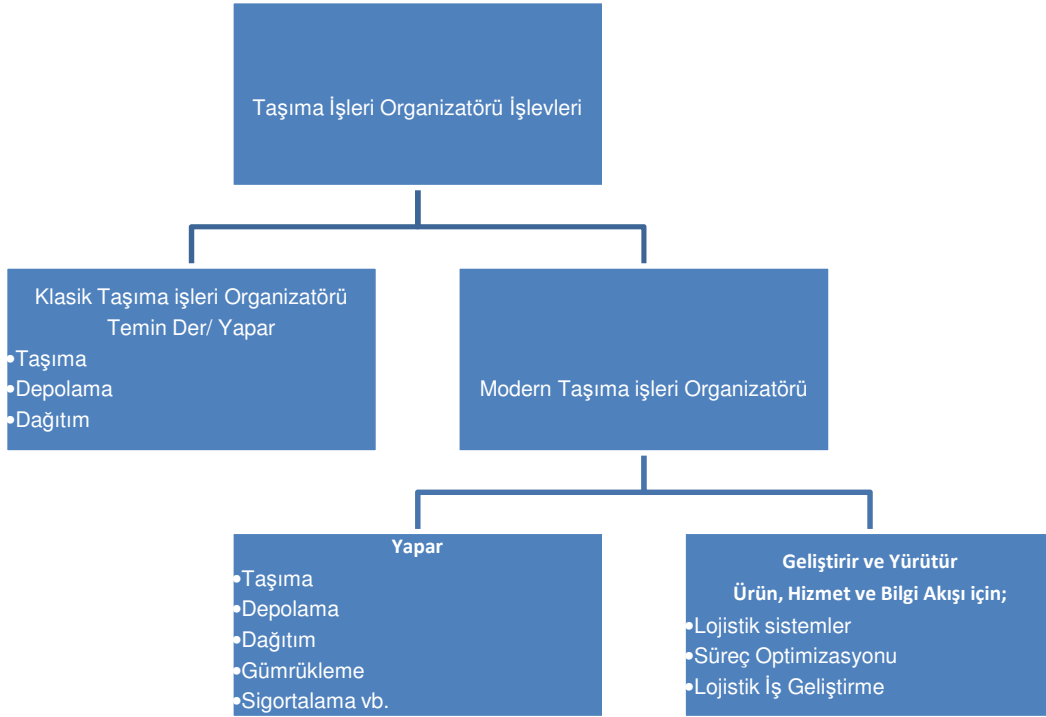 Taşıma İşleri Organizatörü İşlevleri
Klasik Taşıma işleri Organizatörü
Temin Der/ Yapar
•Taşıma
•Depolama
•Dağıtım
Modern Taşıma işleri Organizatörü
Yapar
•Taşıma
•Depolama
•Dağıtım
•Gümrükleme
•Sigortalama vb.
Geliştirir ve Yürütür
Ürün, Hizmet ve Bilgi Akışı için;
•Lojistik sistemler
•Süreç Optimizasyonu
•Lojistik İş Geliştirme